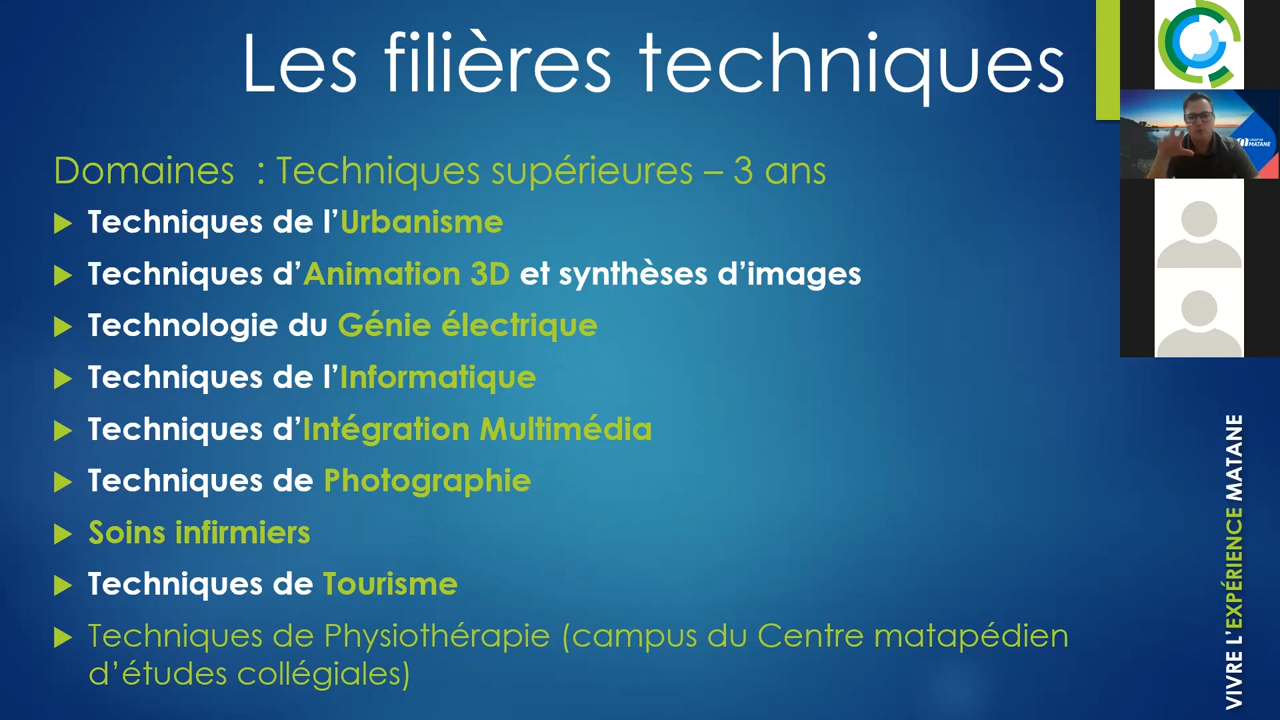 Les filières techniques
Domaines : Techniques supérieures – 3 ans
Techniques de l’Urbanisme
Techniques d’Animation 3D et synthèses d’images
Technologie du Génie électrique
Techniques de l’Informatique
Techniques d’Intégration Multimédia
Techniques de Photographie
Soins infirmiers
Techniques de Tourisme
Techniques de Physiothérapie (campus du Centre matapédien
d’études collégiales)
MATANE
VIVRE L’EXPÉRIENCE MATANE